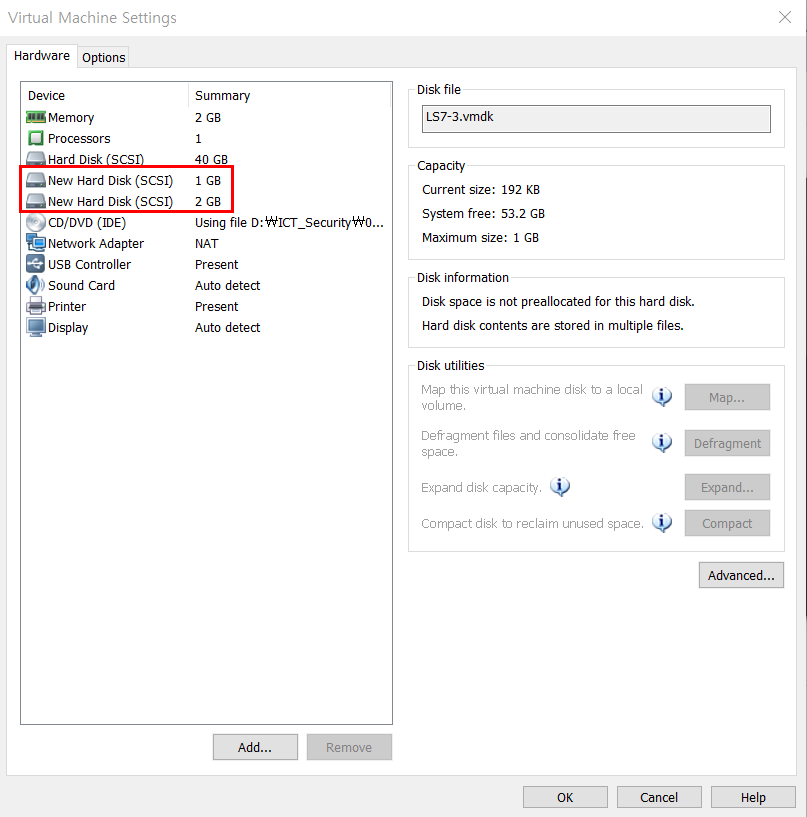 Virtual Machine Settings
Hardware
Options
Device Summary
Memory 2 GB
Processors 1
Hard Disk (SCSI) 40 GB
New Hard Disk (SCSI) 1 GB
New Hard Disk (SCSI) 2 GB
CD/DVD (IDE) Using file D:₩ICT_Security₩0...
Network Adapter NAT
USB Controller Present
Sound Card Auto detect
Printer Present
Display Auto detect
Add...
Remove
Disk file
LS7-3.vmdk
Capacity
Current size: 192 KB
System free: 53.2 GB
Maximum size: 1 GB
Disk information
Disk space is not preallocated for this hard disk.
Hard disk contents are stored in multiple files.
Disk utilities
Map this virtual machine disk to a local
volume.
Map...
Defragment files and consolidate free
space.
Defragment
Expand disk capacity.
Expand...
Compact disk to reclaim unused space.
Compact
Advanced...
OK
Cancel
Help